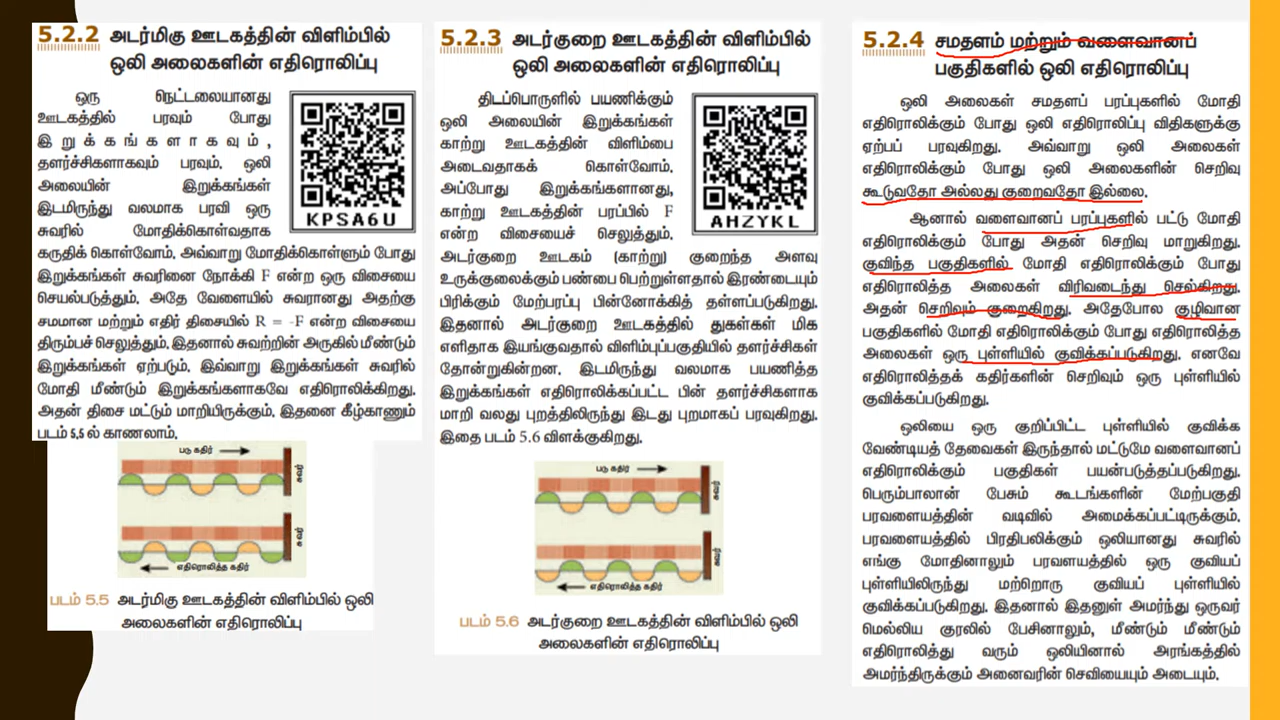 5.2.2 அடர்மிகு ஊடகத்தின் விளிம்பில்
ஒலி அலைகளின் எதிரொலிப்பு
ஒரு நெட்டலையானது
ஊடகத்தில் பரவும் போது
இறுக்கங்களாகவும்,
தளர்ச்சிகளாகவும் பரவும். ஒலி
அலையின் இறுக்கங்கள்
இடமிருந்து வலமாக பரவி ஒரு
சுவரில் மோதிக்கொள்வதாக
கருதிக் கொள்வோம். அவ்வாறு மோதிக்கொள்ளும் போது
இறுக்கங்கள் சுவரினை நோக்கி F என்ற ஒரு விசையை
செயல்படுத்தும். அதே வேளையில் சுவரானது அதற்கு
சமமான மற்றும் எதிர் திசையில் R = -F என்ற விசையை
திரும்பச் செலுத்தும். இதனால் சுவற்றின் அருகில் மீண்டும்
இறுக்கங்கள் ஏற்படும். இவ்வாறு இறுக்கங்கள் சுவரில்
மோதி மீண்டும் இறுக்கங்களாகவே எதிரொலிக்கிறது.
அதன் திசை மட்டும் மாறியிருக்கும். இதனை கீழ்காணும்
படம் 5.5 ல் காணலாம்.
KPSA6U
படு கதிர்
சுவர்
சுவர்
எதிரொலித்த கதிர்
படம் 5.5 அடர்மிகு ஊடகத்தின் விளிம்பில் ஒலி
அலைகளின் எதிரொலிப்பு
5.2.3 அடர்குறை ஊடகத்தின் விளிம்பில்
ஒலி அலைகளின் எதிரொலிப்பு
திடப்பொருளில் பயணிக்கும்
ஒலி அலையின் இறுக்கங்கள்
காற்று ஊடகத்தின் விளிம்பை
அடைவதாகக் கொள்வோம்.
அப்போது இறுக்கங்களானது,
காற்று ஊடகத்தின் பரப்பில் F
என்ற விசையைச் செலுத்தும்.
அடர்குறை ஊடகம் (காற்று) குறைந்த அளவு
உருக்குலைக்கும் பண்பை பெற்றுள்ளதால் இரண்டையும்
பிரிக்கும் மேற்பரப்பு பின்னோக்கித் தள்ளப்படுகிறது.
இதனால் அடர்குறை ஊடகத்தில் துகள்கள் மிக
எளிதாக இயங்குவதால் விளிம்புப்பகுதியில் தளர்ச்சிகள்
தோன்றுகின்றன. இடமிருந்து வலமாக பயணித்த
இறுக்கங்கள் எதிரொலிக்கப்பட்ட பின் தளர்ச்சிகளாக
மாறி வலது புறத்திலிருந்து இடது புறமாகப் பரவுகிறது.
இதை படம் 5.6 விளக்குகிறது.
AHZYKL
படு கதிர்
சுவர்
சுவர்
எதிரொலித்த கதிர்
படம் 5.6 அடர்குறை ஊடகத்தின் விளிம்பில் ஒலி
அலைகளின் எதிரொலிப்பு
5.2.4 சமதளம் மற்றும் வளைவானப்
பகுதிகளில் ஒலி எதிரொலிப்பு
ஒலி அலைகள் சமதளப் பரப்புகளில் மோதி
எதிரொலிக்கும் போது ஒலி எதிரொலிப்பு விதிகளுக்கு
ஏற்பப் பரவுகிறது. அவ்வாறு ஒலி அலைகள்
எதிரொலிக்கும் போது ஒலி அலைகளின் செறிவு
கூடுவதோ அல்லது குறைவதோ இல்லை.
ஆனால் வளைவானப் பரப்புகளில் பட்டு மோதி
எதிரொலிக்கும் போது அதன் செறிவு மாறுகிறது.
குவிந்த பகுதிகளில் மோதி எதிரொலிக்கும் போது
எதிரொலித்த அலைகள் விரிவடைந்து செல்கிறது.
அதன் செறிவும் குறைகிறது. அதேபோல குழிவான
பகுதிகளில் மோதி எதிரொலிக்கும் போது எதிரொலித்த
அலைகள் ஒரு புள்ளியில் குவிக்கப்படுகிறது. எனவே
எதிரொலித்தக் கதிர்களின் செறிவும் ஒரு புள்ளியில்
குவிக்கப்படுகிறது.
ஒலியை ஒரு குறிப்பிட்ட புள்ளியில் குவிக்க
வேண்டியத் தேவைகள் இருந்தால் மட்டுமே வளைவானப்
எதிரொலிக்கும் பகுதிகள் பயன்படுத்தப்படுகிறது.
பெரும்பாலான் பேசும் கூடங்களின் மேற்பகுதி
பரவளையத்தின் வடிவில் அமைக்கப்பட்டிருக்கும்.
பரவளையத்தில் பிரதிபலிக்கும் ஒலியானது சுவரில்
எங்கு மோதினாலும் பரவளயத்தில் ஒரு குவியப்
புள்ளியிலிருந்து மற்றொரு குவியப் புள்ளியில்
குவிக்கப்படுகிறது. இதனால் இதனுள் அமர்ந்து ஒருவர்
மெல்லிய குரலில் பேசினாலும், மீண்டும் மீண்டும்
எதிரொலித்து வரும் ஒலியினால் அரங்கத்தில்
அமர்ந்திருக்கும் அனைவரின் செவியையும் அடையும்.